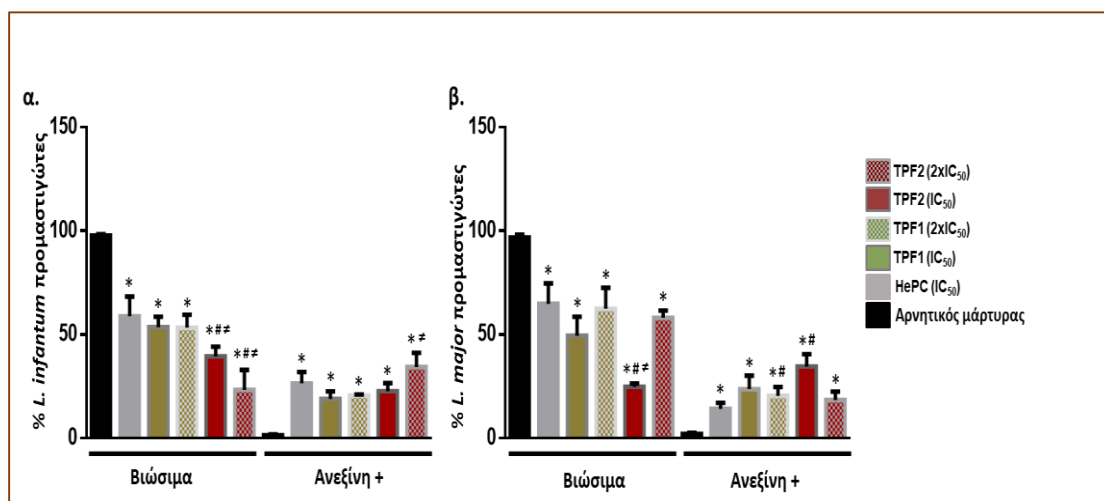 α.
150
100
50
0
% L. infantum προμαστιγώτες
* * * *#≠ *#≠ * * * * *≠
Βιώσιμα
Ανεξίνη +
β.
150
100
50
0
% L. major προμαστιγώτες
* * * *#≠ * * * *# *# *
Βιώσιμα
Ανεξίνη +
TPF2 (2xIC50)
TPF2 (IC50)
TPF1 (2xIC50)
TPF1 (IC50)
HePC (IC50)
Αρνητικός μάρτυρας